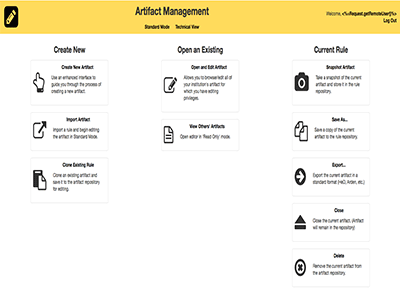 Artifact Management
Welcome, <%=Request.getRemoteUser()%>
Log Out
Standard Mode Technical View
Create New
Create New Artifact
Use an enhanced interface to
guide you through the process of
creating a new artifact.
Import Artifact
Import a rule and begin editing
the artifact in Standard Mode.
Clone Existing Rule
Clone an existing artifact and
save it to the artifact repository
for editing.
Open an Existing
Open and Edit Artifact
Allows you to browse/edit all of
your institution's artifact for
which you have editing
privileges.
View Others' Artifacts
Open editor in 'Read Only' mode.
Current Rule
Snapshot Artifact
Take a snapshot of the current
artifact and store it in the rule
repository.
Save As...
Save a copy of the current
artifact to the rule repository.
Export...
Export the current artifact in a
standard format (HeD, Arden, etc.)
Close
Close the current artifact. (Artifact
will remain in the repository)
Delete
Remove the current artifact from
the artifact repository.